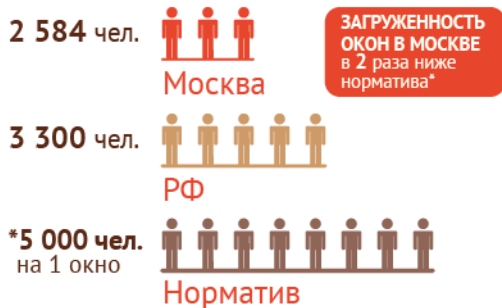 2 584 чел.
Москва
ЗАГРУЖЕННОСТЬ
ОКОН В МОСКВЕ
в 2 раза ниже
норматива*
3 300 чел.
РФ
*5 000 чел.
на 1 окно
Норматив